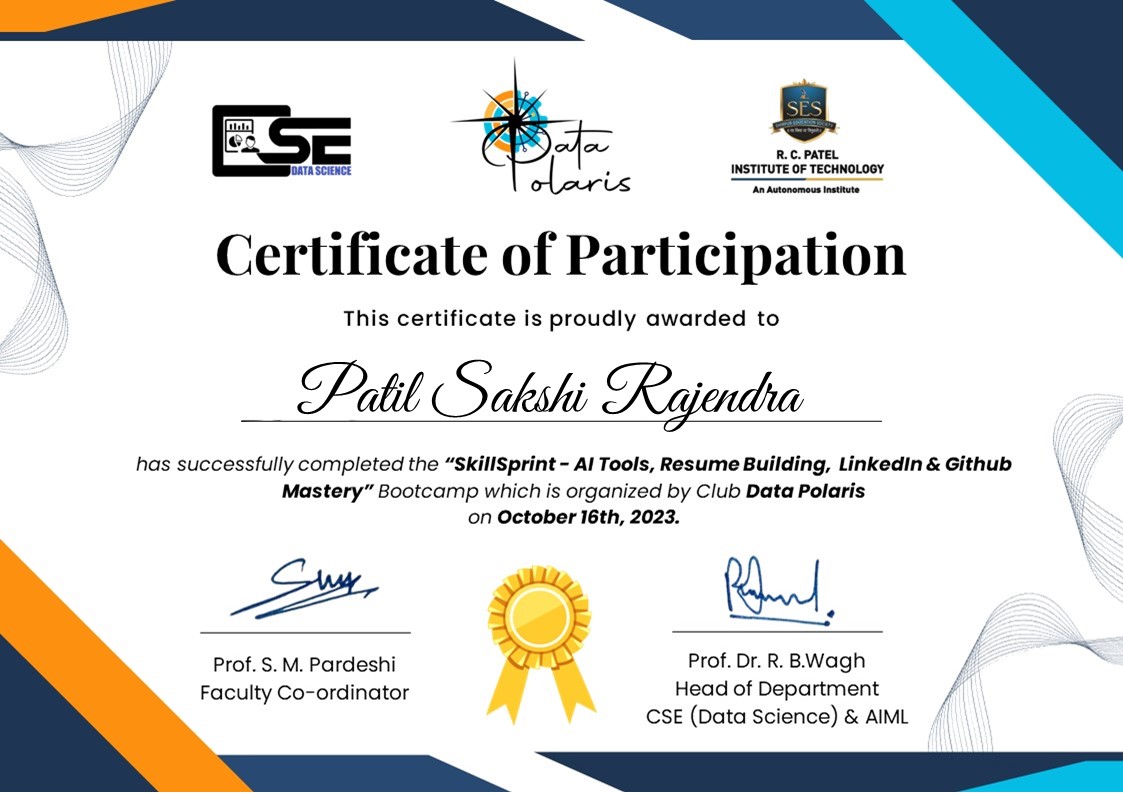 CSE
DATA SCIENCE
Data
Polaris
SES
R. C. PATEL
INSTITUTE OF TECHNOLOGY
An Autonomous Institute
Certificate of Participation
This certificate is proudly awarded to
Patil Sakshi Rajendra
has successfully completed the “SkillSprint - AI Tools, Resume Building, LinkedIn & Github
Mastery” Bootcamp which is organized by Club Data Polaris
on October 16th, 2023.
Prof. S. M. Pardeshi
Faculty Co-ordinator
Prof. Dr. R. B.Wagh
Head of Department
CSE (Data Science) & AIML